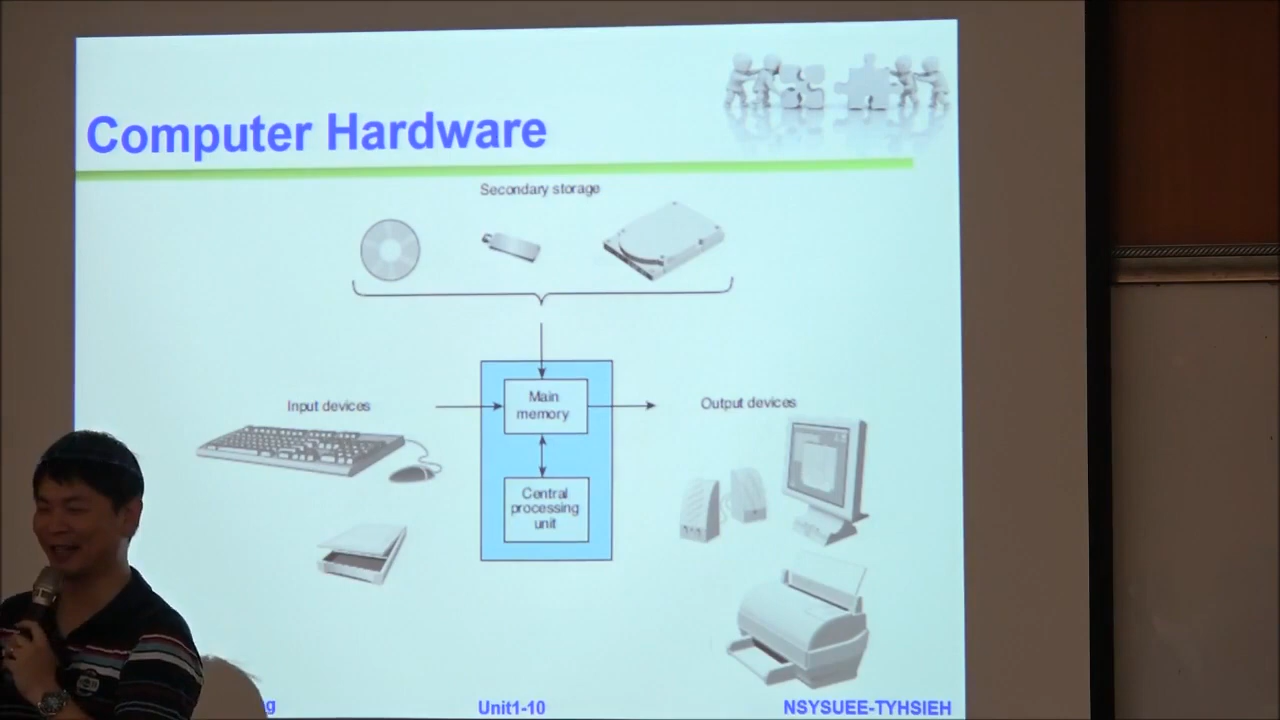 Computer Hardware
Secondary storage
Main
memory
Input devices
Output devices
Central
processing
unit
Unit1-10
NSYSUEE-TYHSIEH